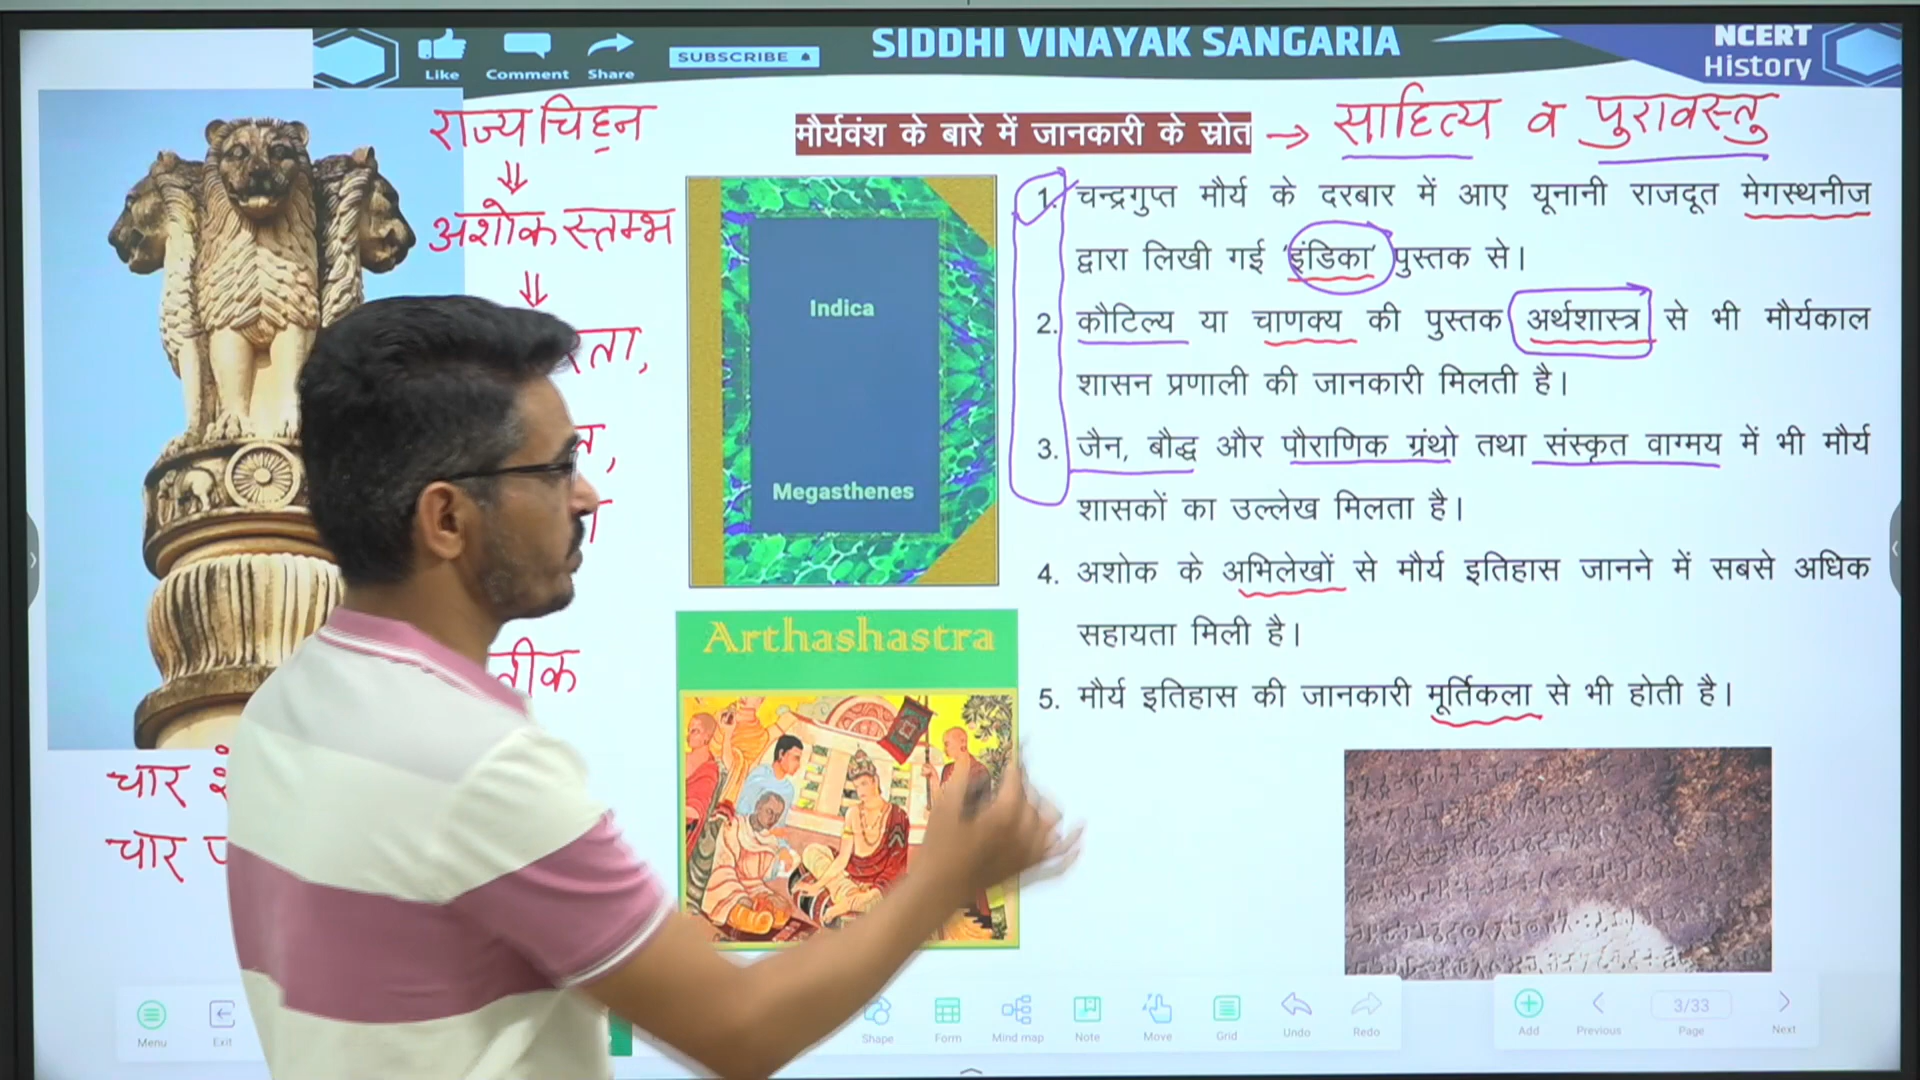 Like
Comment
Share
SUBSCRIBE
SIDDHI VINAYAK SANGARIA
NCERT
History
राज्य चिह्न
अशोक स्तम्भ
चार
चार
मौर्यवंश के बारे में जानकारी के स्रोत → साहित्य व पुरावस्तु
Indica
Megasthenes
Arthashastra
1. चन्द्रगुप्त मौर्य के दरबार में आए यूनानी राजदूत मेगस्थनीज
द्वारा लिखी गई 'इंडिका' पुस्तक से।
2. कौटिल्य या चाणक्य की पुस्तक अर्थशास्त्र से भी मौर्यकाल
शासन प्रणाली की जानकारी मिलती है।
3. जैन, बौद्ध और पौराणिक ग्रंथो तथा संस्कृत वाग्मय में भी मौर्य
शासकों का उल्लेख मिलता है।
4. अशोक के अभिलेखों से मौर्य इतिहास जानने में सबसे अधिक
सहायता मिली है।
5. मौर्य इतिहास की जानकारी मूर्तिकला से भी होती है।
Menu
Exit
Shape
Form
Mind map
Note
Move
Grid
Undo
Redo
Add
Previous
3/33
Page
Next